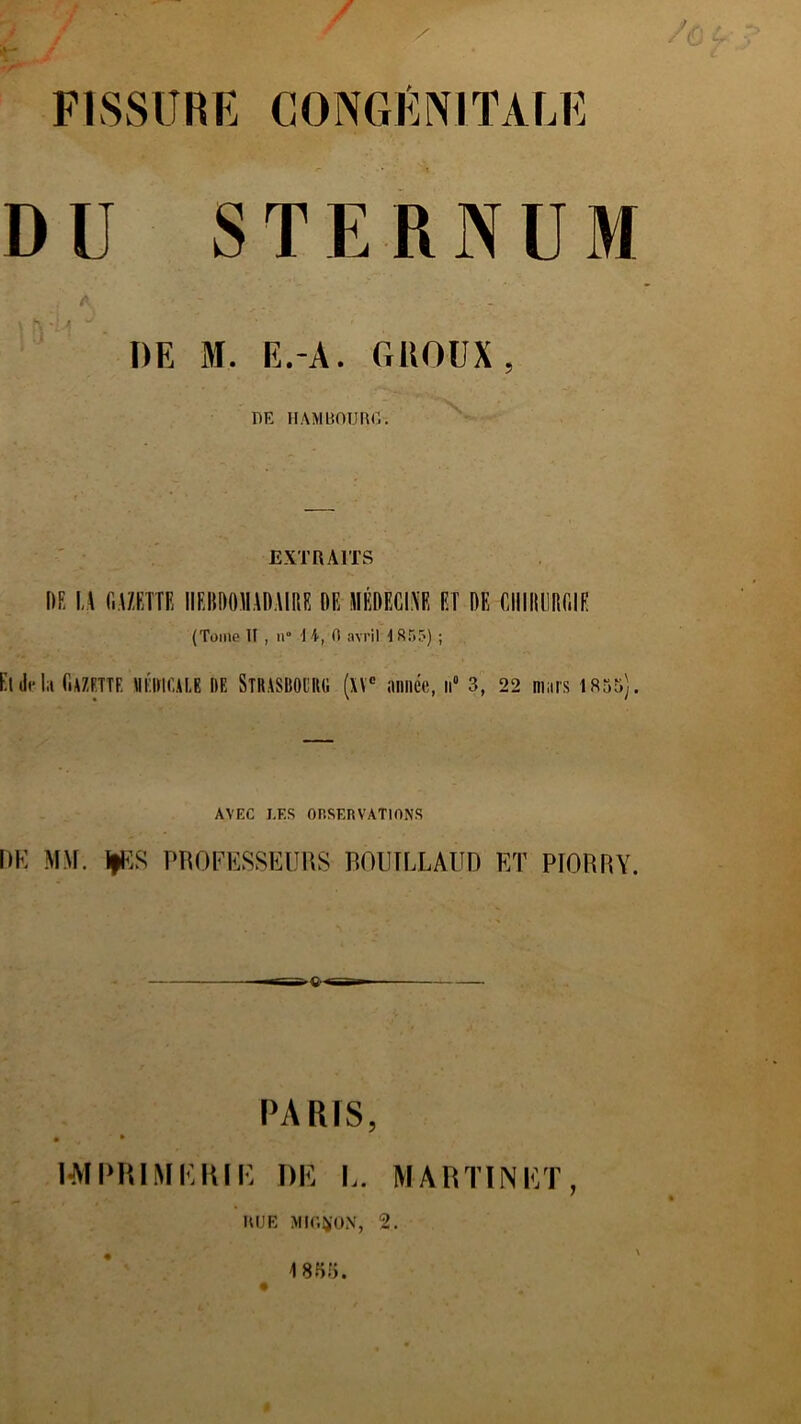 FISSURE CONGÉNITALE
DU STERNUM
DE M. E.-A. GROUX,
DE HAMBOURG.
EXTRAITS
DE LA GAZETTE HEBDOMADAIRE DE MÉDECINE ET DE CHIRURGIE
(Tome II, n° 14, 6 avril 1855);
Et de la GAZETTE MÉDICALE DE STRASBOURG (XVe année, n° 3, 22 mars 1855).
AVEC LES OBSERVATIONS
DE MM. LES PROFESSEURS BOUILLAUD ET PIORRY.
PARIS,
IMPRIMERIE DE L. MARTINET,
RUE MIGNON, 2.
1855.